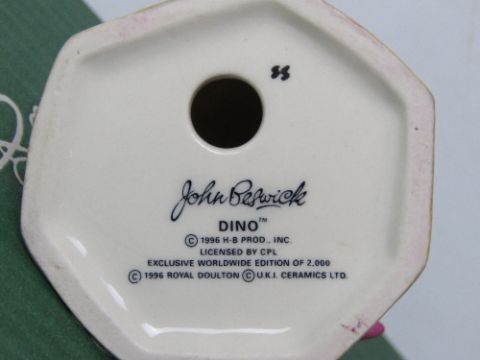 John Beswick
DINO™
© 1996 H-B PROD., INC.
LICENSED BY CPL
EXCLUSIVE WORLDWIDE EDITION OF 2,000
© 1996 ROYAL DOULTON © U.K.I. CERAMICS LTD.